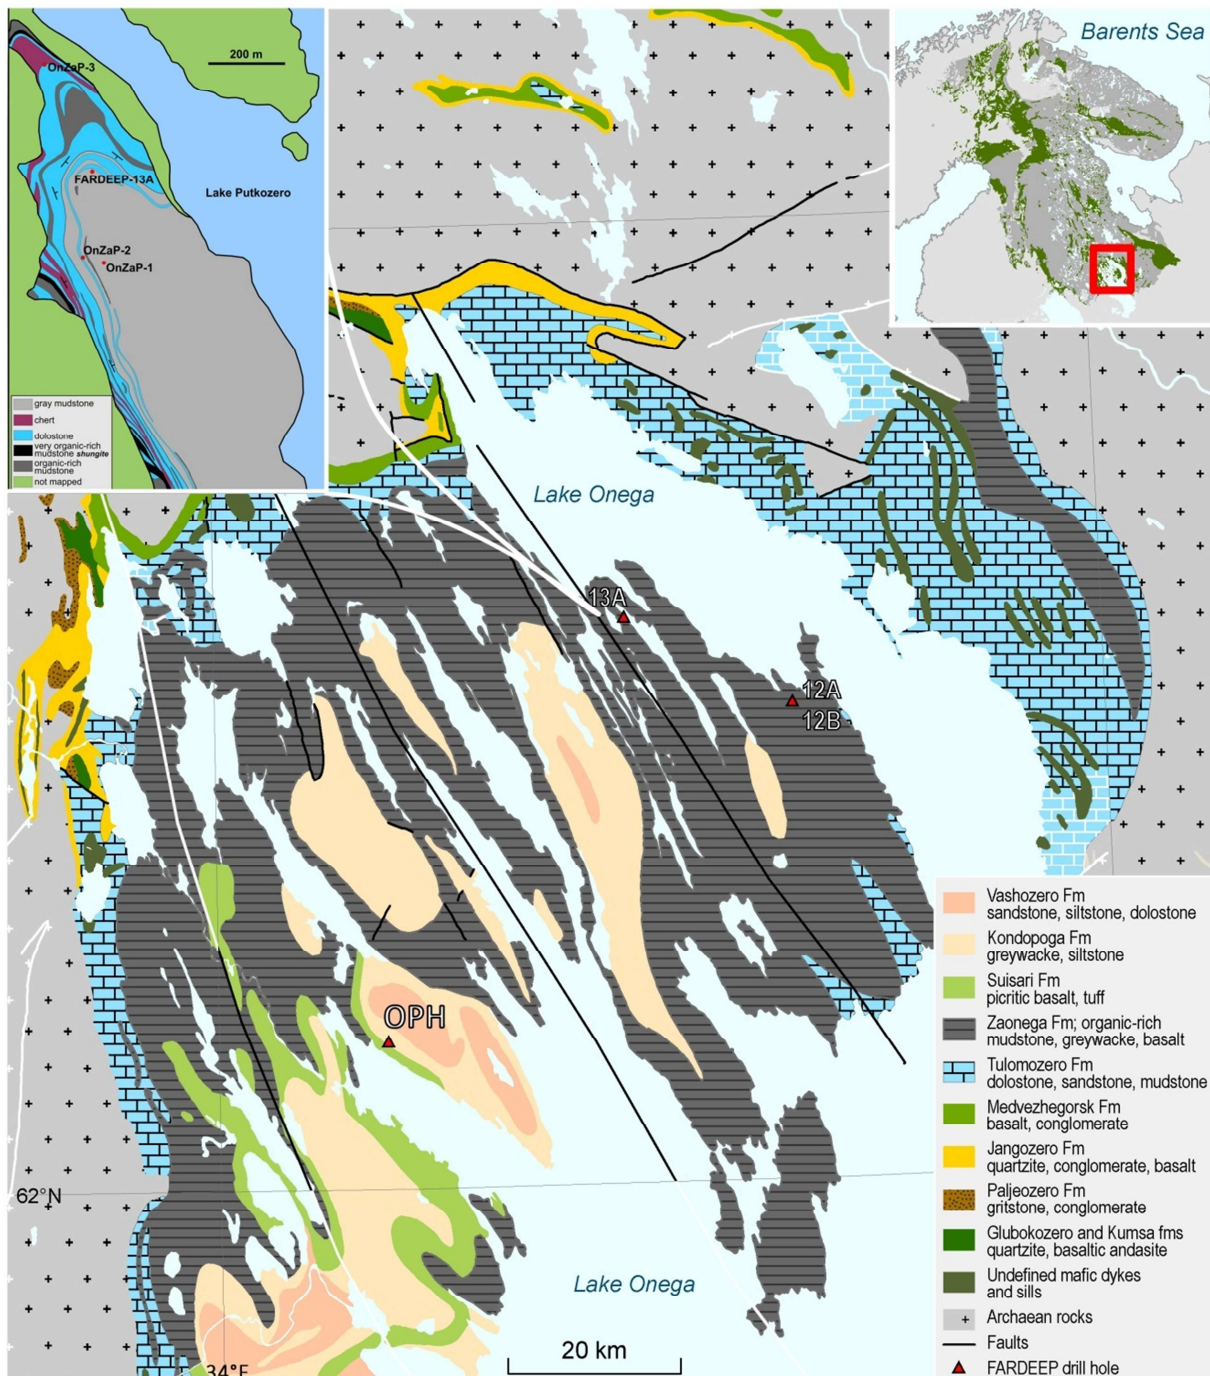 OnZaP-3
200 m
FARDEEP-13A
Lake Putkozero
OnZaP-2
OnZaP-1
gray mudstone
chert
dolostone
very organic-rich
mudstone shungite
organic-rich
mudstone
not mapped
Barents Sea
Lake Onega
13A
12A
12B
OPH
62°N
Lake Onega
34°E
20 km
Vashozero Fm
sandstone, siltstone, dolostone
Kondopoga Fm
greywacke, siltstone
Suisari Fm
picritic basalt, tuff
Zaonega Fm; organic-rich
mudstone, greywacke, basalt
Tulomozero Fm
dolostone, sandstone, mudstone
Medvezhegorsk Fm
basalt, conglomerate
Jangozero Fm
quartzite, conglomerate, basalt
Paljeozero Fm
gritstone, conglomerate
Glubokozero and Kumsa fms
quartzite, basaltic andasite
Undefined mafic dykes
and sills
Archaean rocks
Faults
FARDEEP drill hole